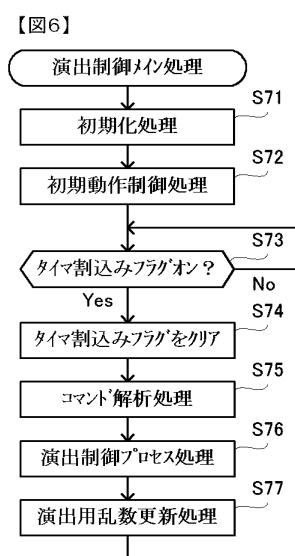 【図6】
演出制御メイン処理
S71
初期化処理
S72
初期動作制御処理
S73
タイマ割込みフラグオン？
No
Yes
S74
タイマ割込みフラグをクリア
S75
コマンド解析処理
S76
演出制御プロセス処理
S77
演出用乱数更新処理